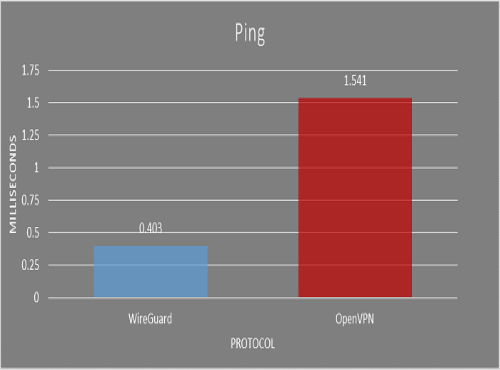 Ping
1.75
1.5
1.25
1
0.75
0.5
0.25
0
MILLISECONDS
0.403
1.541
WireGuard
OpenVPN
PROTOCOL